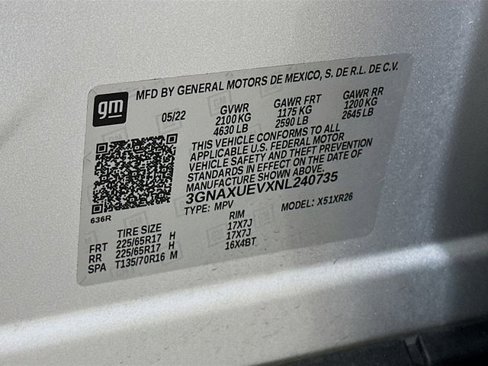 gm
MFD BY GENERAL MOTORS DE MEXICO, S. DE R.L. DE C.V.
05/22 GVWR GAWR FRT GAWR RR
2100 KG 1175 KG 1200 KG
4630 LB 2590 LB 2645 LB
THIS VEHICLE CONFORMS TO ALL
APPLICABLE U.S. FEDERAL MOTOR
VEHICLE SAFETY AND THEFT PREVENTION
STANDARDS IN EFFECT ON THE DATE OF
MANUFACTURE SHOWN ABOVE.
3GNAXUEVXNL240735
TYPE: MPV MODEL: X51XR26
636R
TIRE SIZE RIM
FRT 225/65R17 H 17X7J
RR 225/65R17 H 17X7J
SPA T135/70R16 M 16X4BT